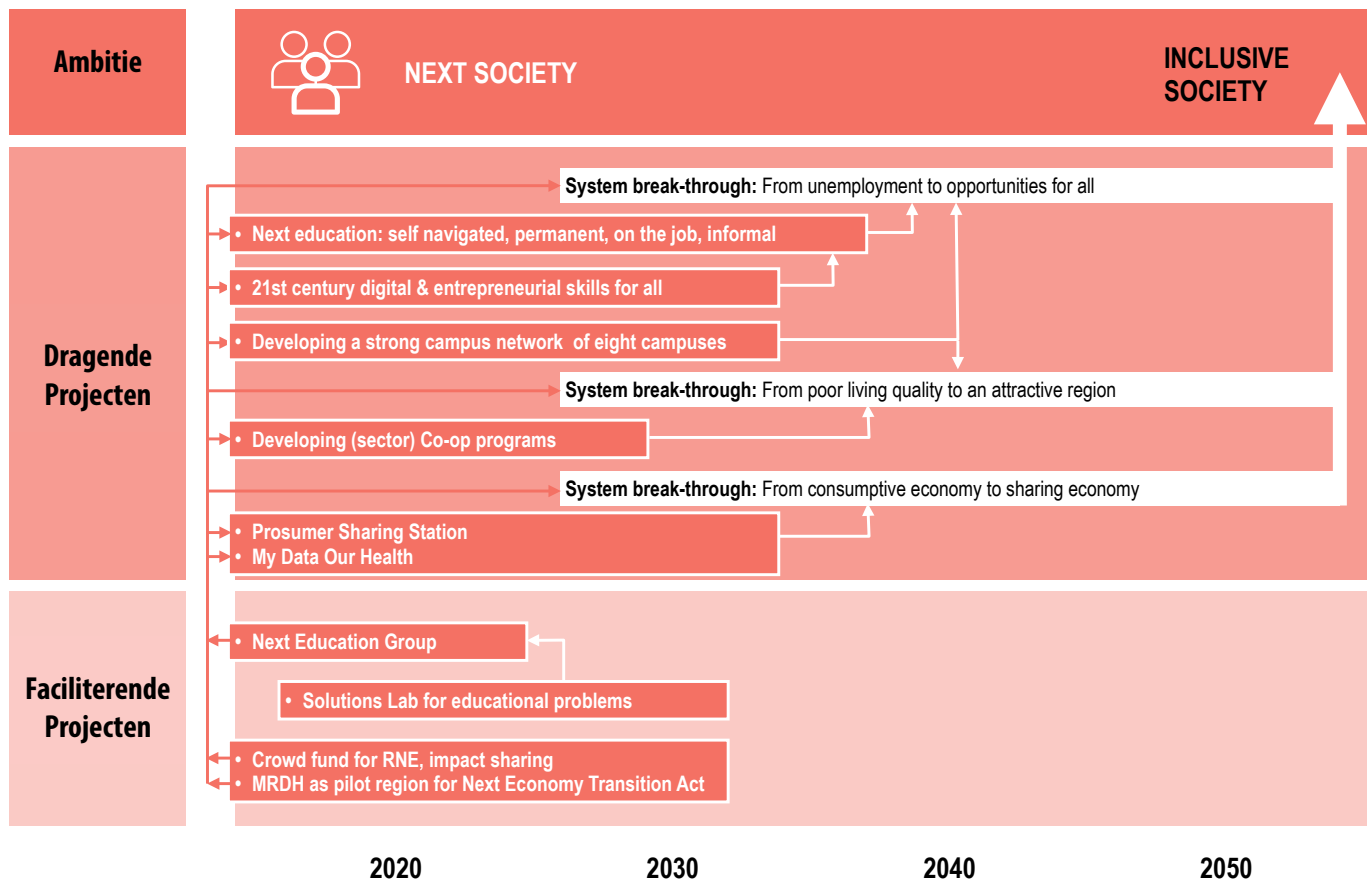 Ambitie
NEXT SOCIETY
INCLUSIVE
SOCIETY
Dragende
Projecten
System break-through: From unemployment to opportunities for all
• Next education: self navigated, permanent, on the job, informal
• 21st century digital & entrepreneurial skills for all
• Developing a strong campus network of eight campuses
System break-through: From poor living quality to an attractive region
• Developing (sector) Co-op programs
System break-through: From consumptive economy to sharing economy
• Prosumer Sharing Station
• My Data Our Health
Faciliterende
Projecten
• Next Education Group
• Solutions Lab for educational problems
• Crowd fund for RNE, impact sharing
• MRDH as pilot region for Next Economy Transition Act
2020 2030 2040 2050